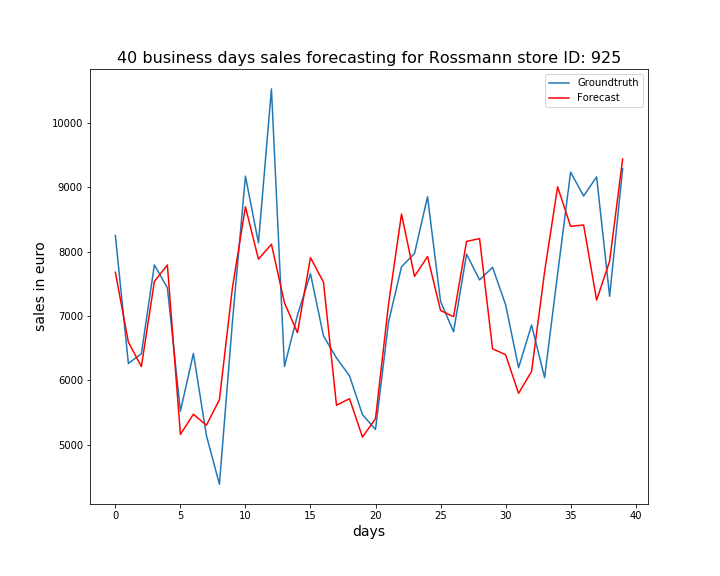 40 business days sales forecasting for Rossmann store ID: 925
Groundtruth
Forecast
10000
9000
8000
7000
6000
5000
sales in euro
0 5 10 15 20 25 30 35 40
days